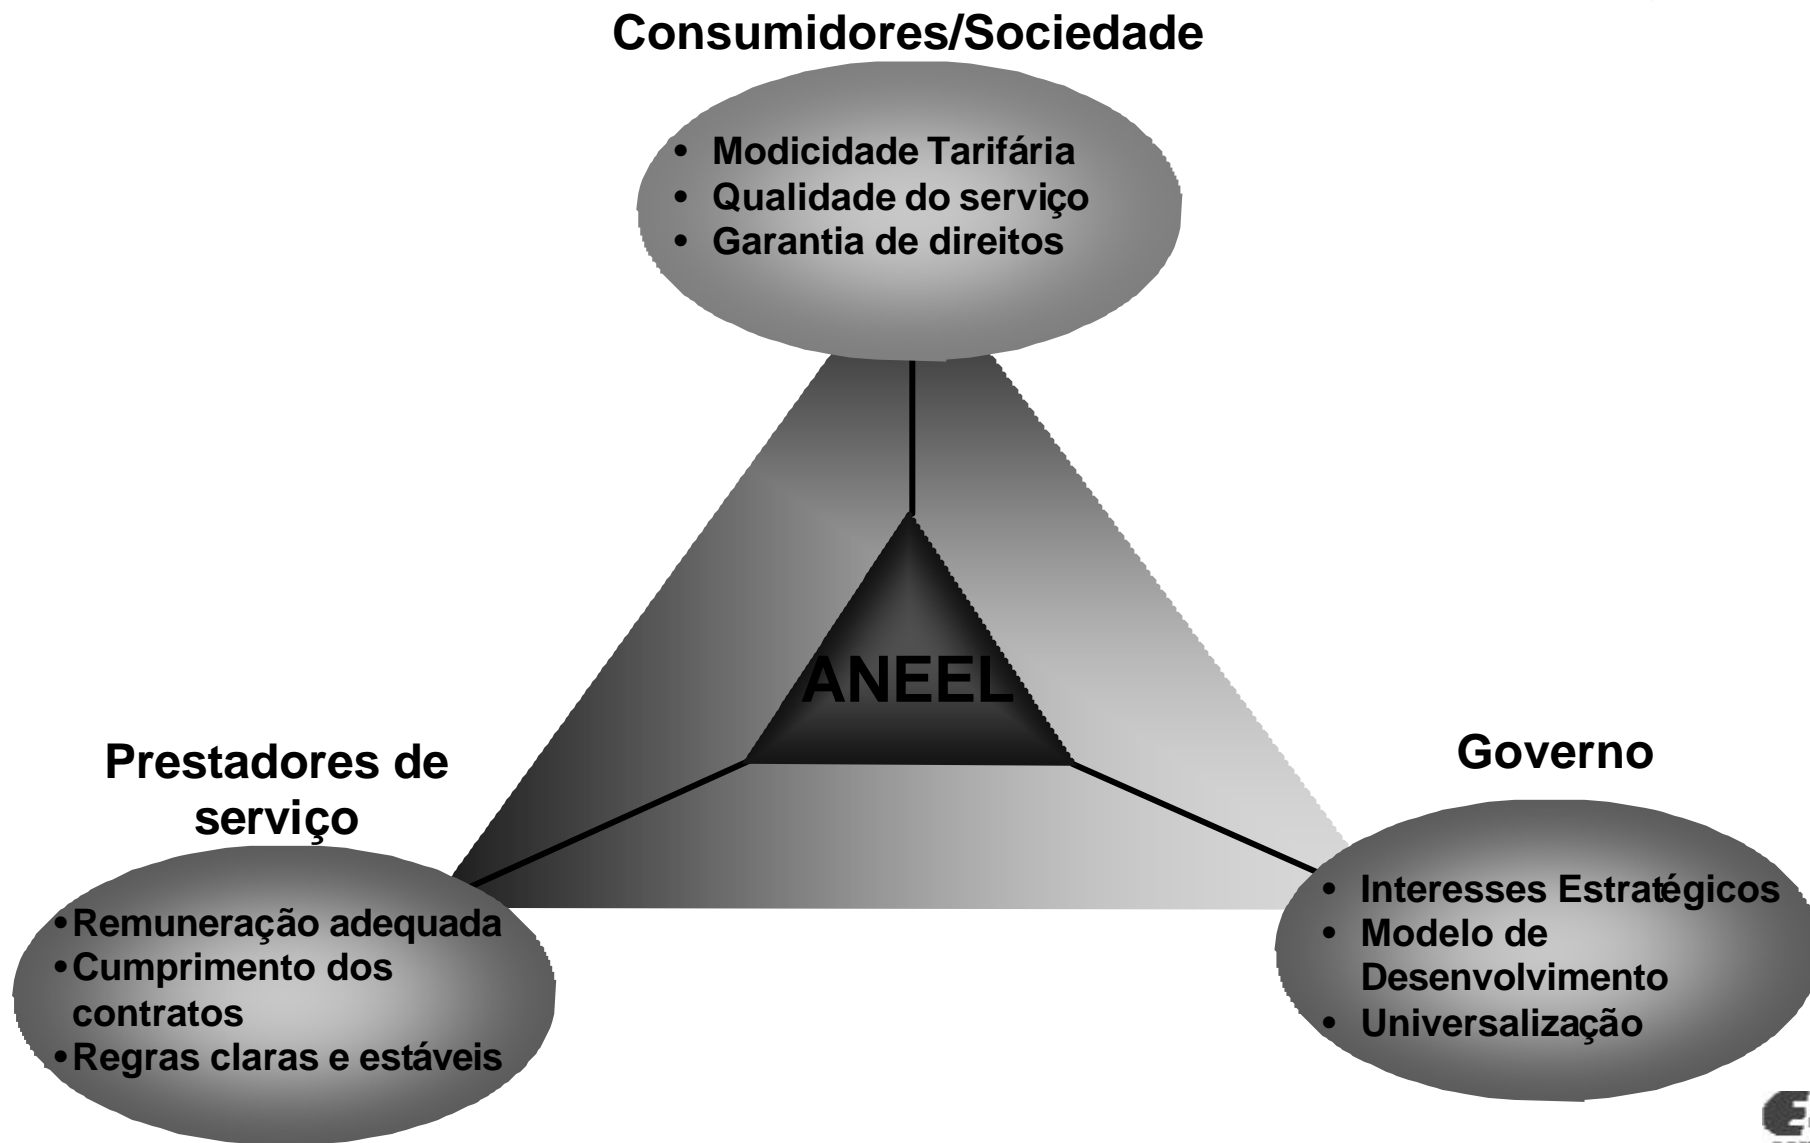 Consumidores/Sociedade
• Modicidade Tarifária
• Qualidade do serviço
• Garantia de direitos
ANEEL
Prestadores de
serviço
•Remuneração adequada
•Cumprimento dos
contratos
•Regras claras e estáveis
Governo
• Interesses Estratégicos
• Modelo de
Desenvolvimento
• Universalização